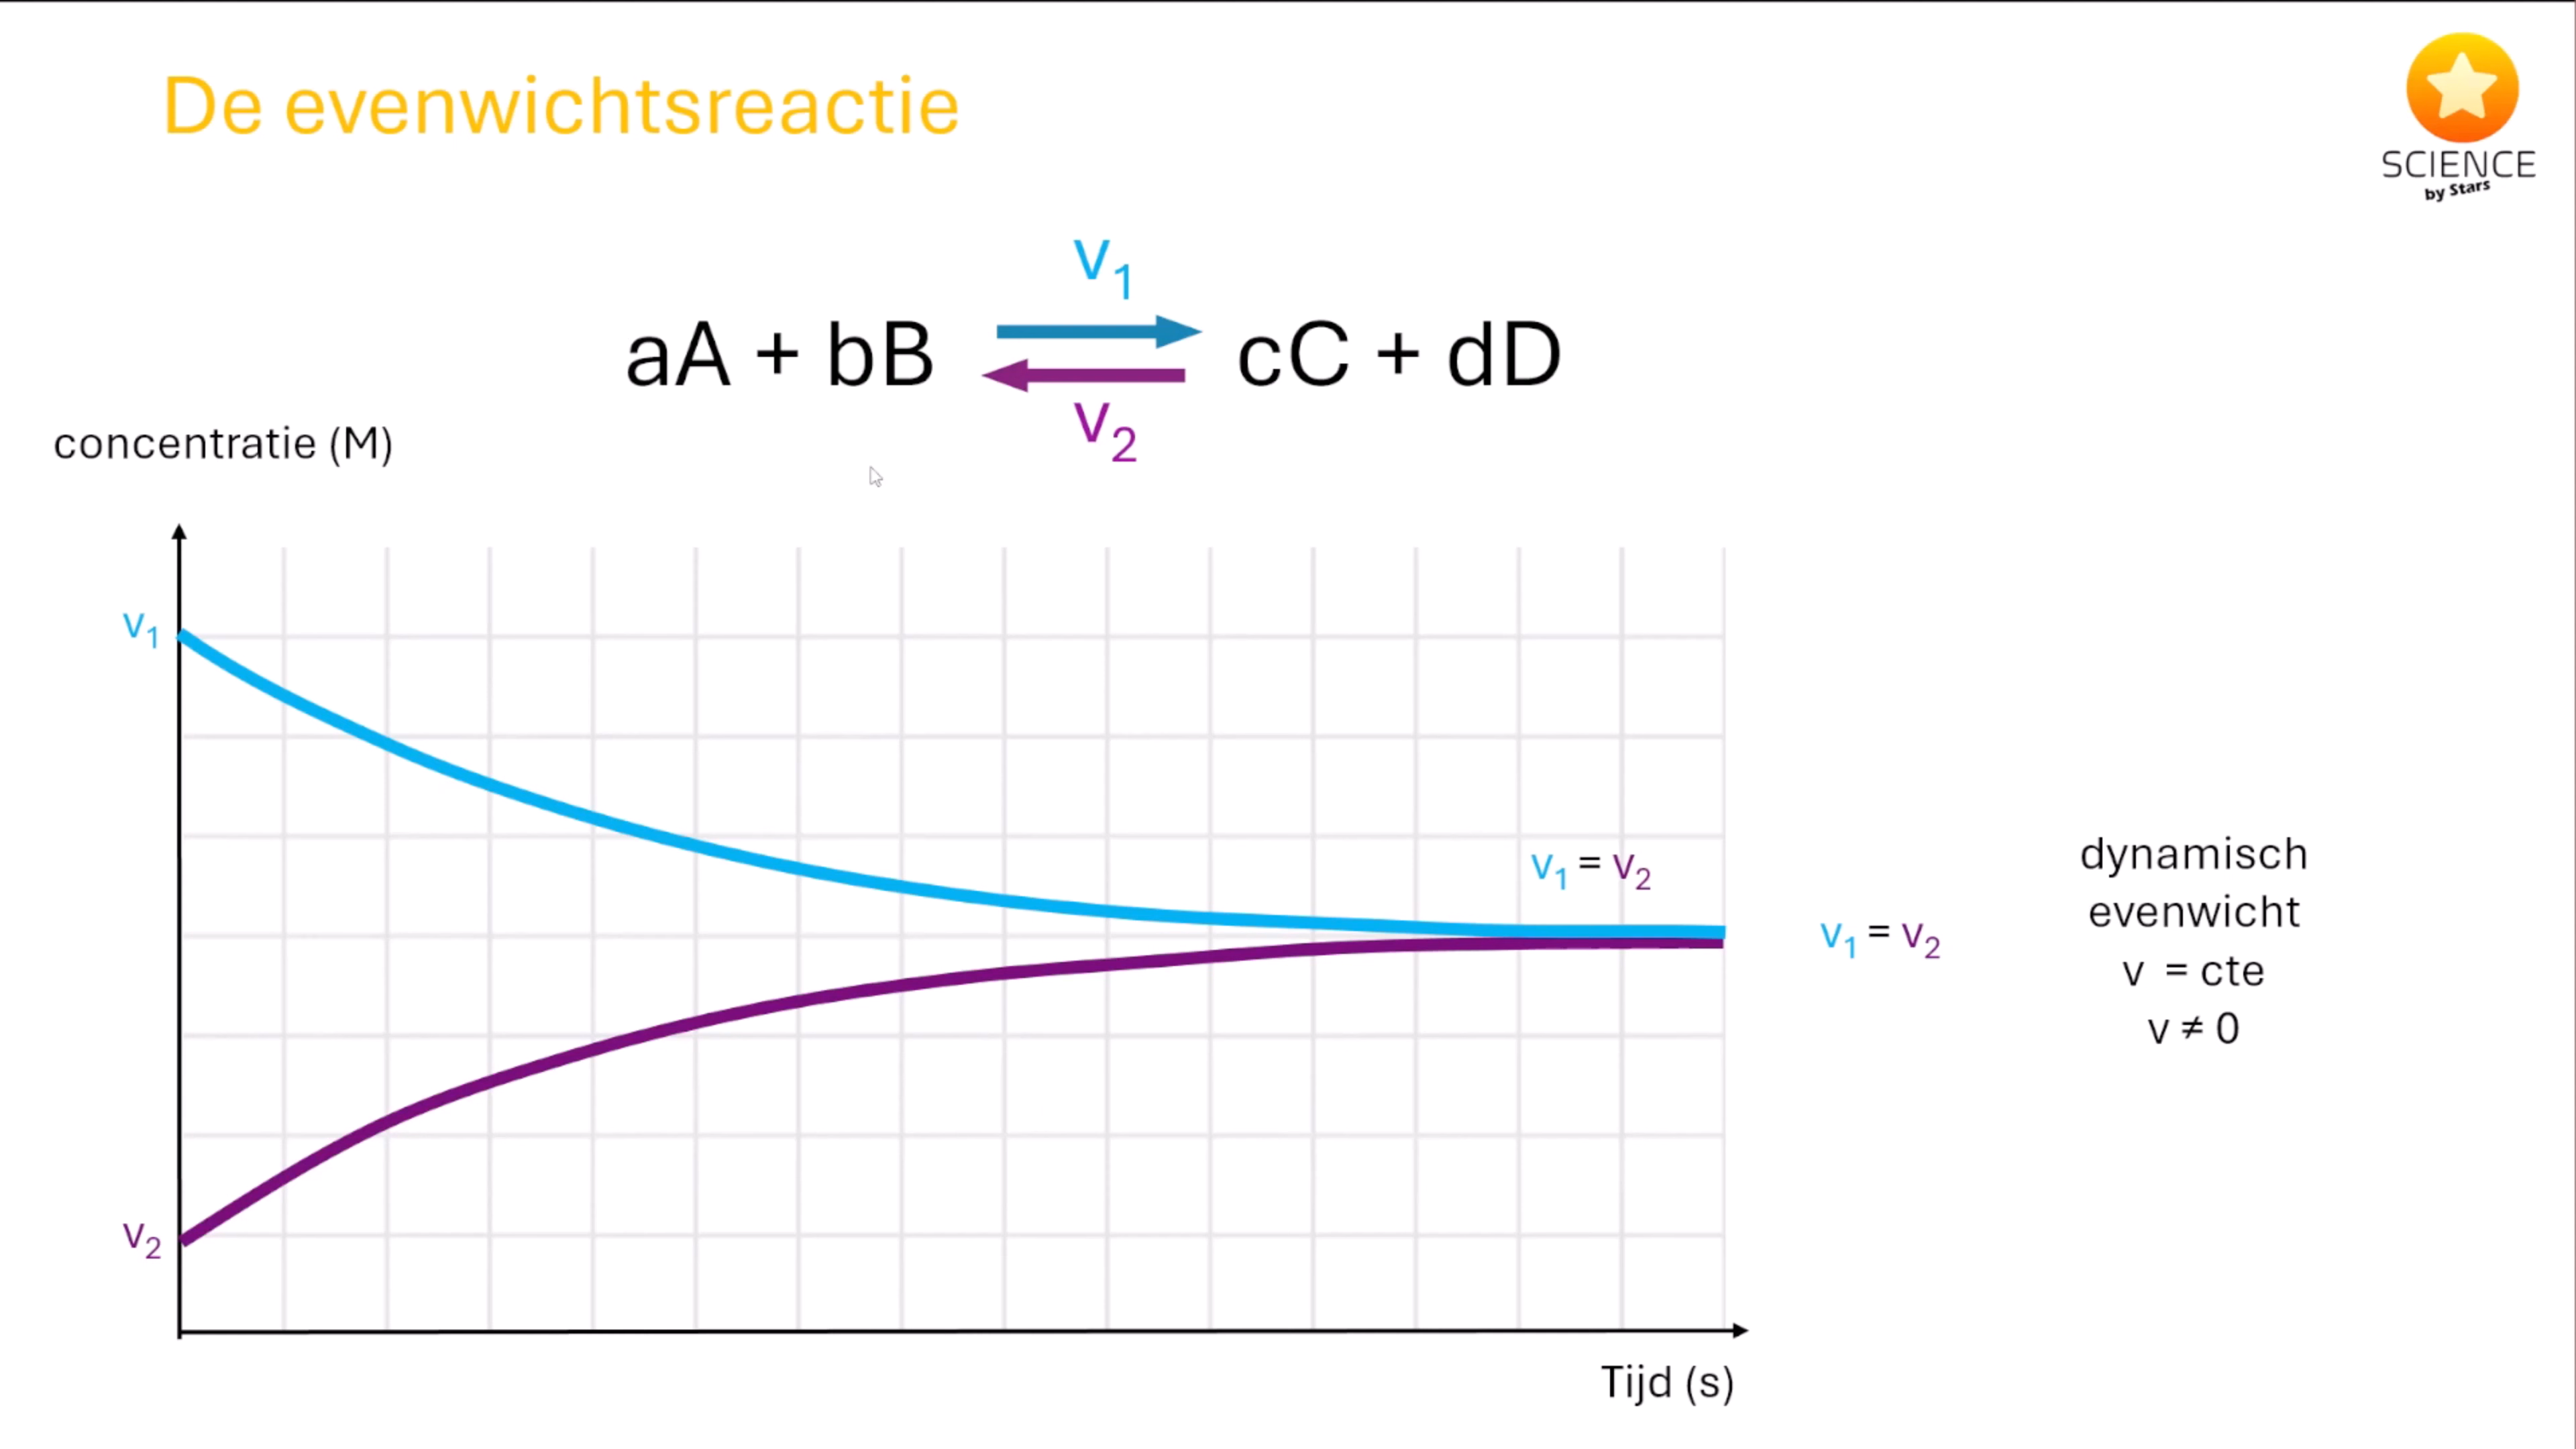 De evenwichtsreactie
SCIENCE
by Stars
v₁
aA + bB cC + dD
v₂
concentratie (M)
v₁
v₁ = v₂
v₁ = v₂
dynamisch
evenwicht
v = cte
v ≠ 0
v₂
Tijd (s)